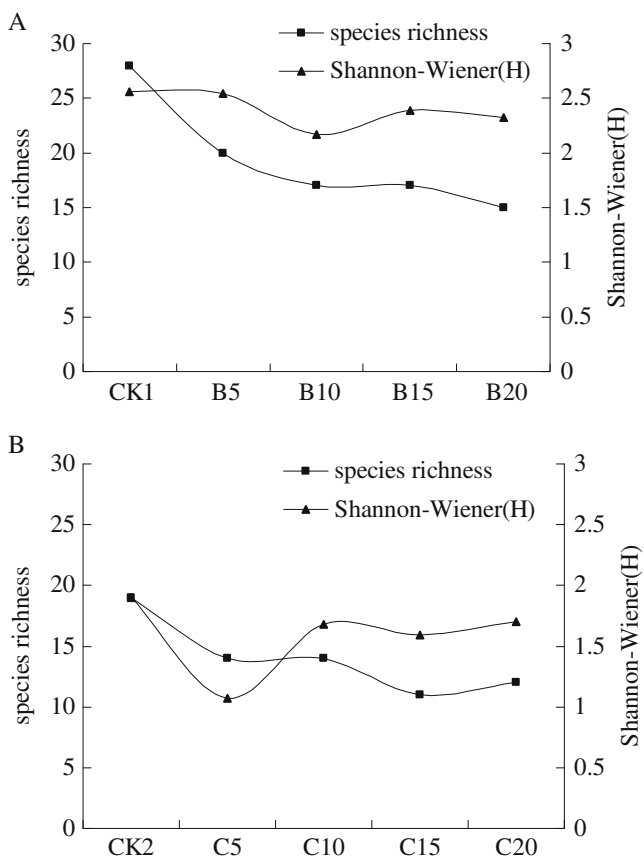 A
species richness
Shannon-Wiener(H)
30
25
20
15
10
5
0
species richness
3
2.5
2
1.5
1
0.5
0
Shannon-Wiener(H)
CK1 B5 B10 B15 B20
B
species richness
Shannon-Wiener(H)
30
25
20
15
10
5
0
species richness
3
2.5
2
1.5
1
0.5
0
Shannon-Wiener(H)
CK2 C5 C10 C15 C20